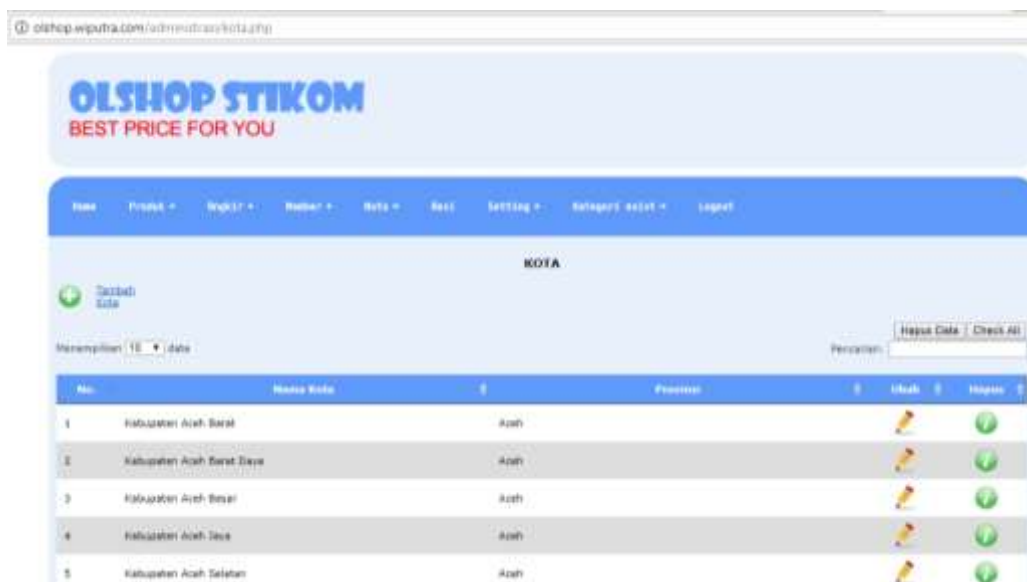 olshop.wiputra.com/administrasi/kota.php
OLSHOP STIKOM
BEST PRICE FOR YOU
Home Produk Ongkir Member Nota Resi Setting Logout
KOTA
Tambah
Kota
Hapus Data Check All
Menampilkan 10 data Pencarian:
No. Nama Kota Provinsi Ubah Hapus
1 Kabupaten Aceh Barat Aceh
2 Kabupaten Aceh Barat Daya Aceh
3 Kabupaten Aceh Besar Aceh
4 Kabupaten Aceh Jaya Aceh
5 Kabupaten Aceh Selatan Aceh